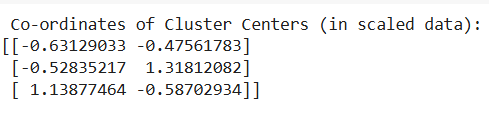 Co-ordinates of Cluster Centers (in scaled data):
[[-0.63129033 -0.47561783]
[-0.52835217 1.31812082]
[ 1.13877464 -0.58702934]]